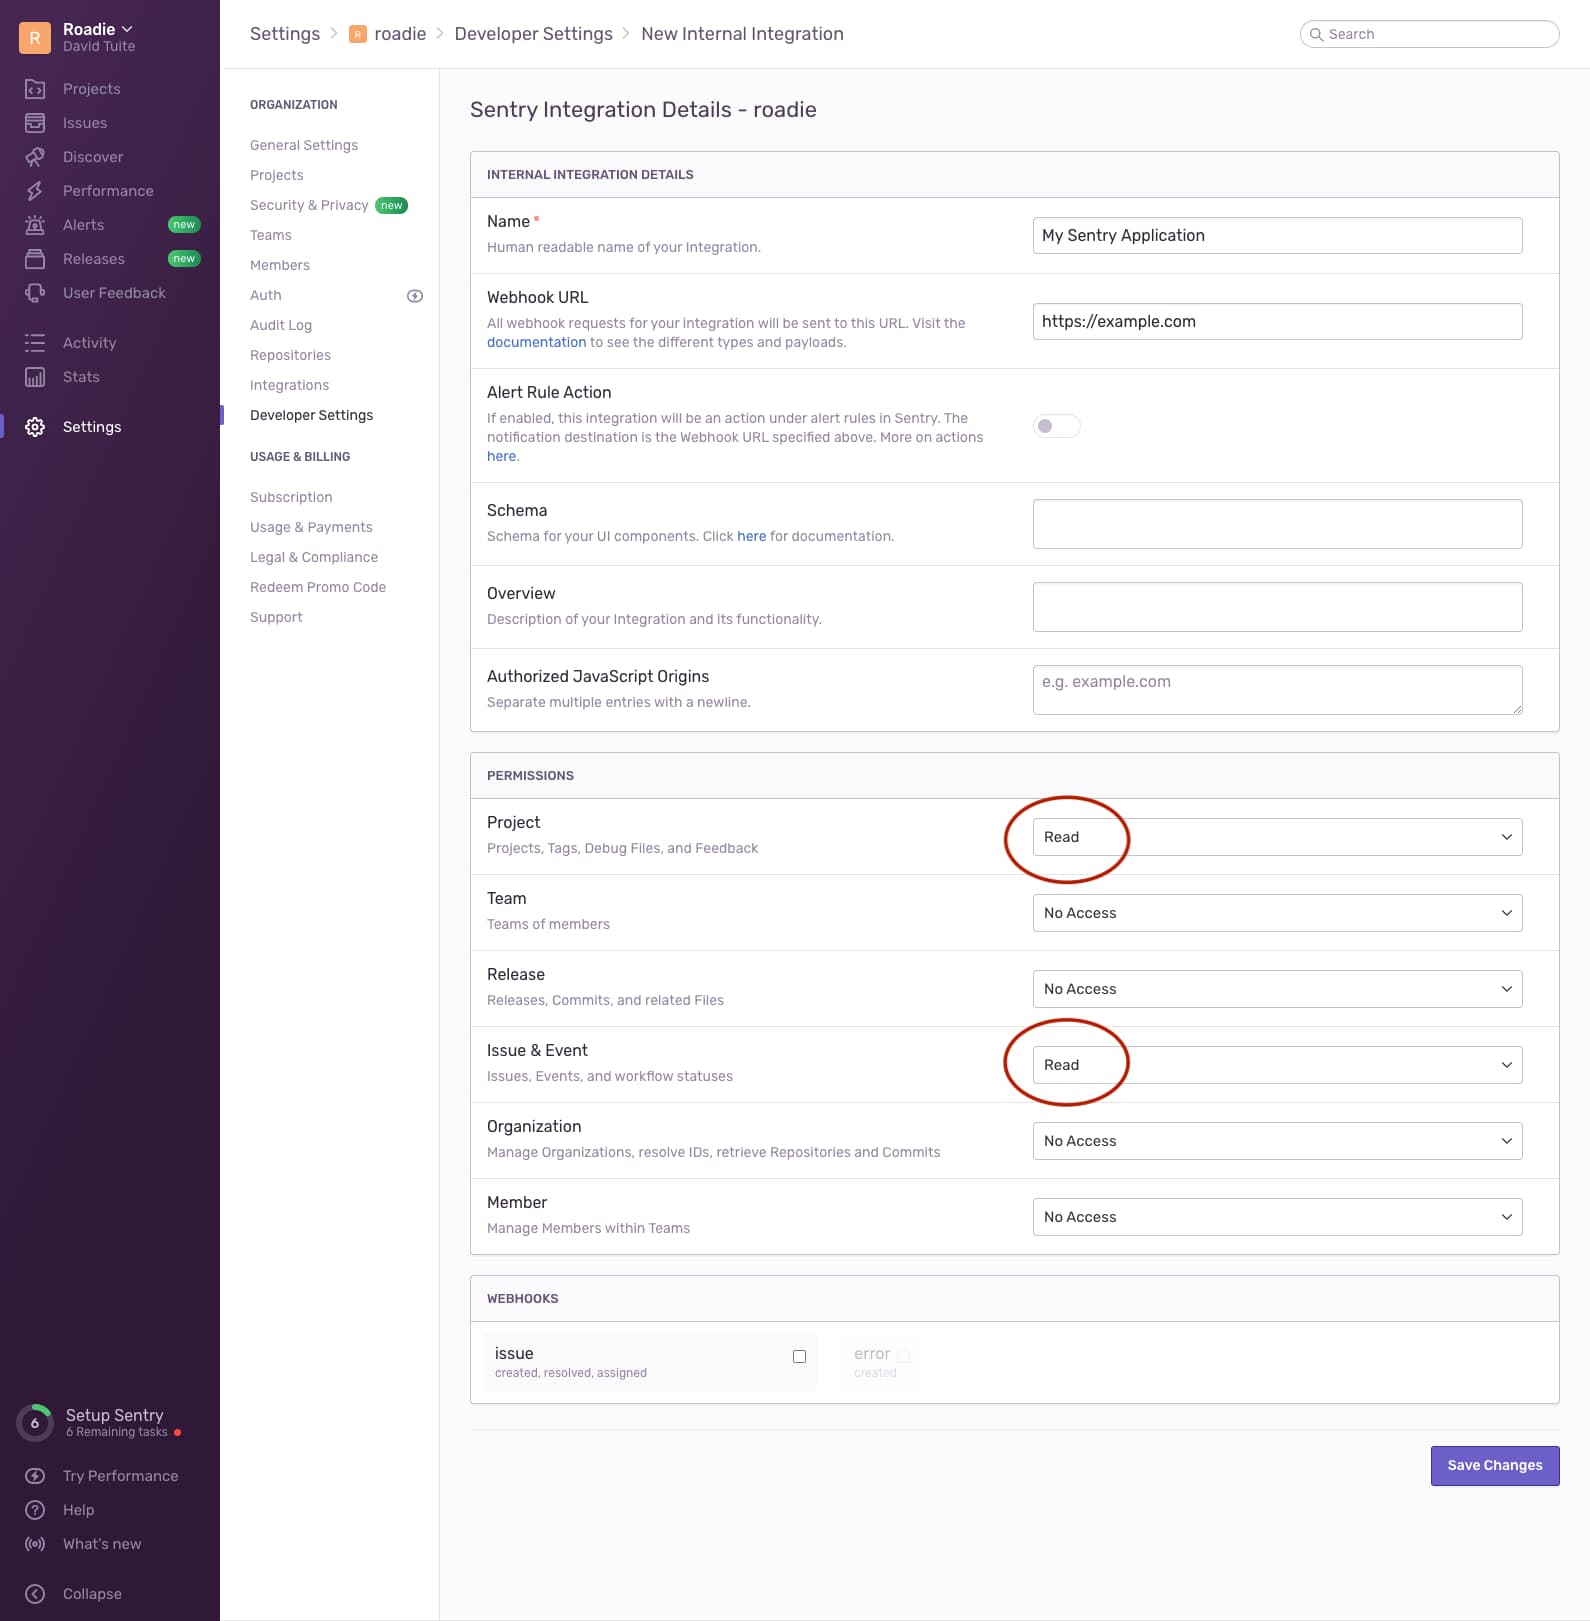 R
Roadie
David Tuite
Projects
Issues
Discover
Performance
Alerts new
Releases new
User Feedback
Activity
Stats
Settings
6
Setup Sentry
6 Remaining tasks
Try Performance
Help
What's new
Collapse
Settings > R roadie > Developer Settings > New Internal Integration
Search
ORGANIZATION
General Settings
Projects
Security & Privacy new
Teams
Members
Auth
Audit Log
Repositories
Integrations
Developer Settings
USAGE & BILLING
Subscription
Usage & Payments
Legal & Compliance
Redeem Promo Code
Support
Sentry Integration Details - roadie
INTERNAL INTEGRATION DETAILS
Name *
Human readable name of your Integration.
My Sentry Application
Webhook URL
All webhook requests for your integration will be sent to this URL. Visit the
documentation to see the different types and payloads.
https://example.com
Alert Rule Action
If enabled, this integration will be an action under alert rules in Sentry. The
notification destination is the Webhook URL specified above. More on actions
here.
Schema
Schema for your UI components. Click here for documentation.
Overview
Description of your Integration and its functionality.
Authorized JavaScript Origins
Separate multiple entries with a newline.
e.g. example.com
PERMISSIONS
Project
Projects, Tags, Debug Files, and Feedback
Read
Team
Teams of members
No Access
Release
Releases, Commits, and related Files
No Access
Issue & Event
Issues, Events, and workflow statuses
Read
Organization
Manage Organizations, resolve IDs, retrieve Repositories and Commits
No Access
Member
Manage Members within Teams
No Access
WEBHOOKS
issue
created, resolved, assigned
error
created
Save Changes